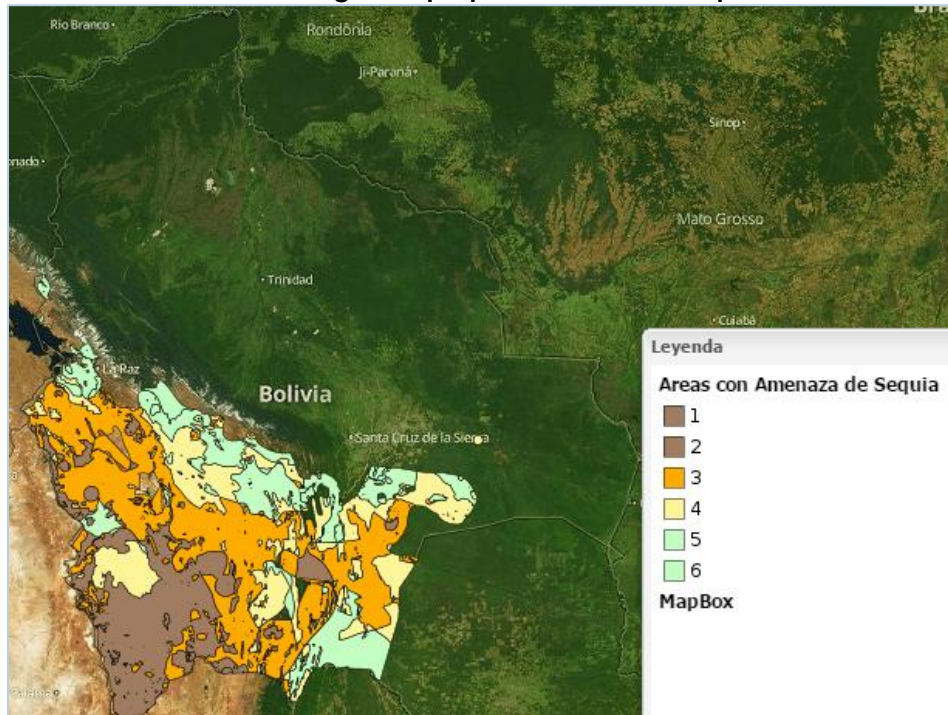 Rio Branco
Rondônia
Ji-Paraná
Sinop
nado
Mato Grosso
Trinidad
Cuiabá
La Paz
Bolivia
Santa Cruz de la Sierra
Leyenda
Areas con Amenaza de Sequia
1
2
3
4
5
6
MapBox